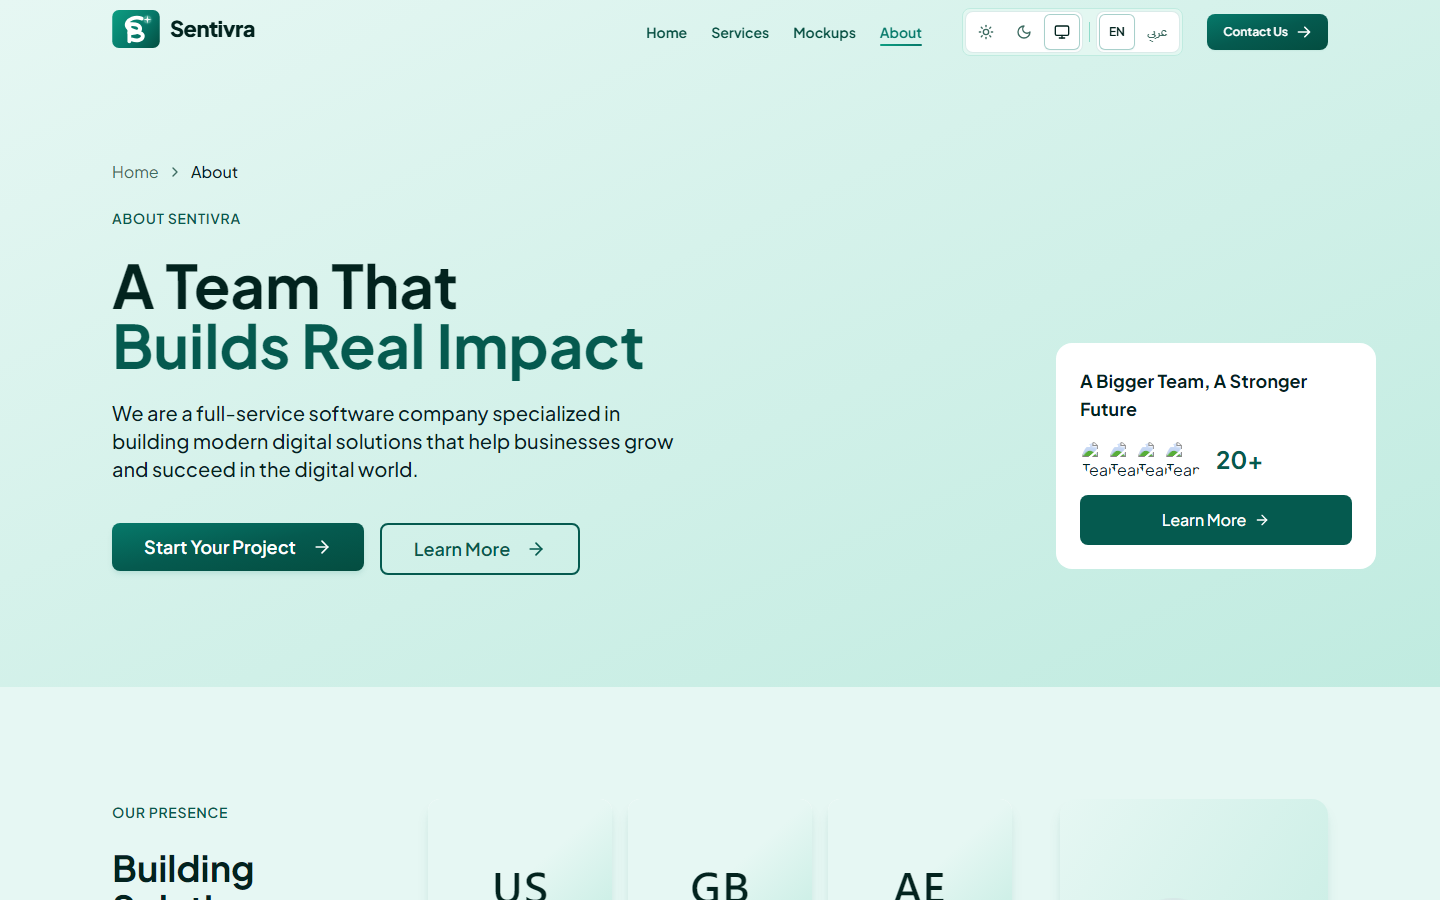 Sentivra
Home
Services
Mockups
About
EN
عربي
Contact Us
Home
About
ABOUT SENTIVRA
A Team That
Builds Real Impact
We are a full-service software company specialized in
building modern digital solutions that help businesses grow
and succeed in the digital world.
Start Your Project
Learn More
A Bigger Team, A Stronger
Future
20+
Learn More
OUR PRESENCE
Building
US
GB
AE